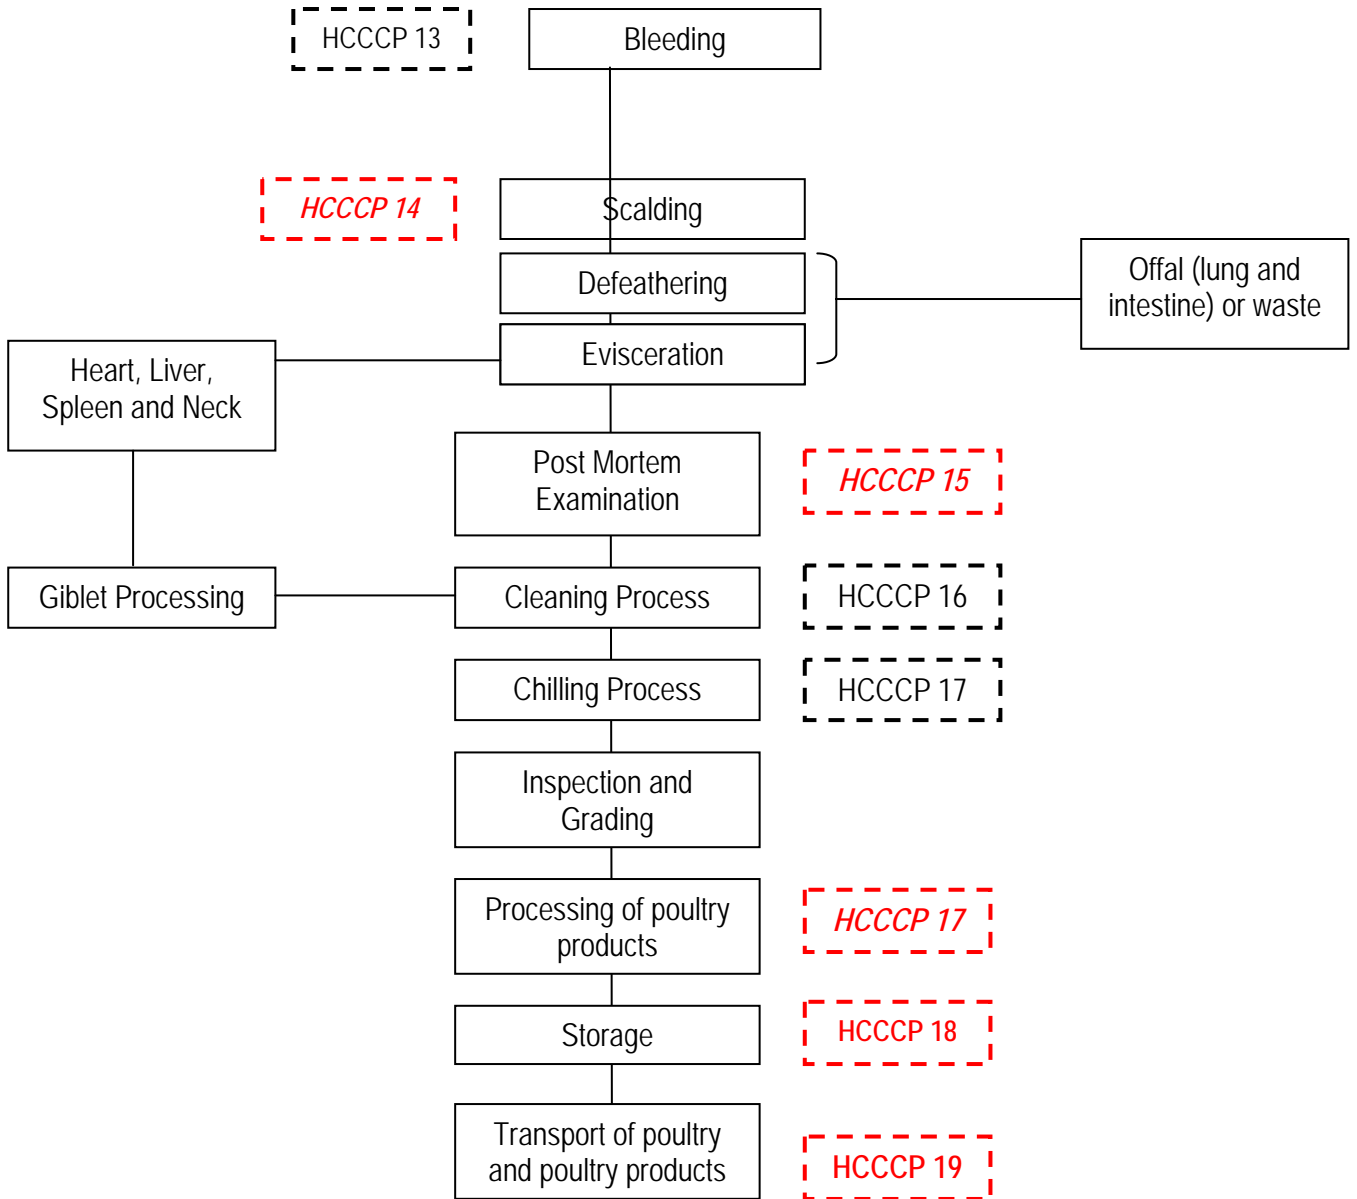 HCCCP 13
Bleeding
HCCCP 14
Scalding
Defeathering
Offal (lung and
intestine) or waste
Evisceration
Heart, Liver,
Spleen and Neck
Post Mortem
Examination
HCCCP 15
Giblet Processing
Cleaning Process
HCCCP 16
Chilling Process
HCCCP 17
Inspection and
Grading
Processing of poultry
products
HCCCP 17
Storage
HCCCP 18
Transport of poultry
and poultry products
HCCCP 19